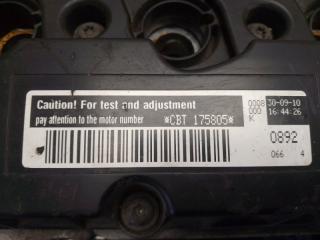 Caution! For test and adjustment
pay attention to the motor number *CBT 175805*
0008 30-09-10
000 16:44:26
K
0892
066 4